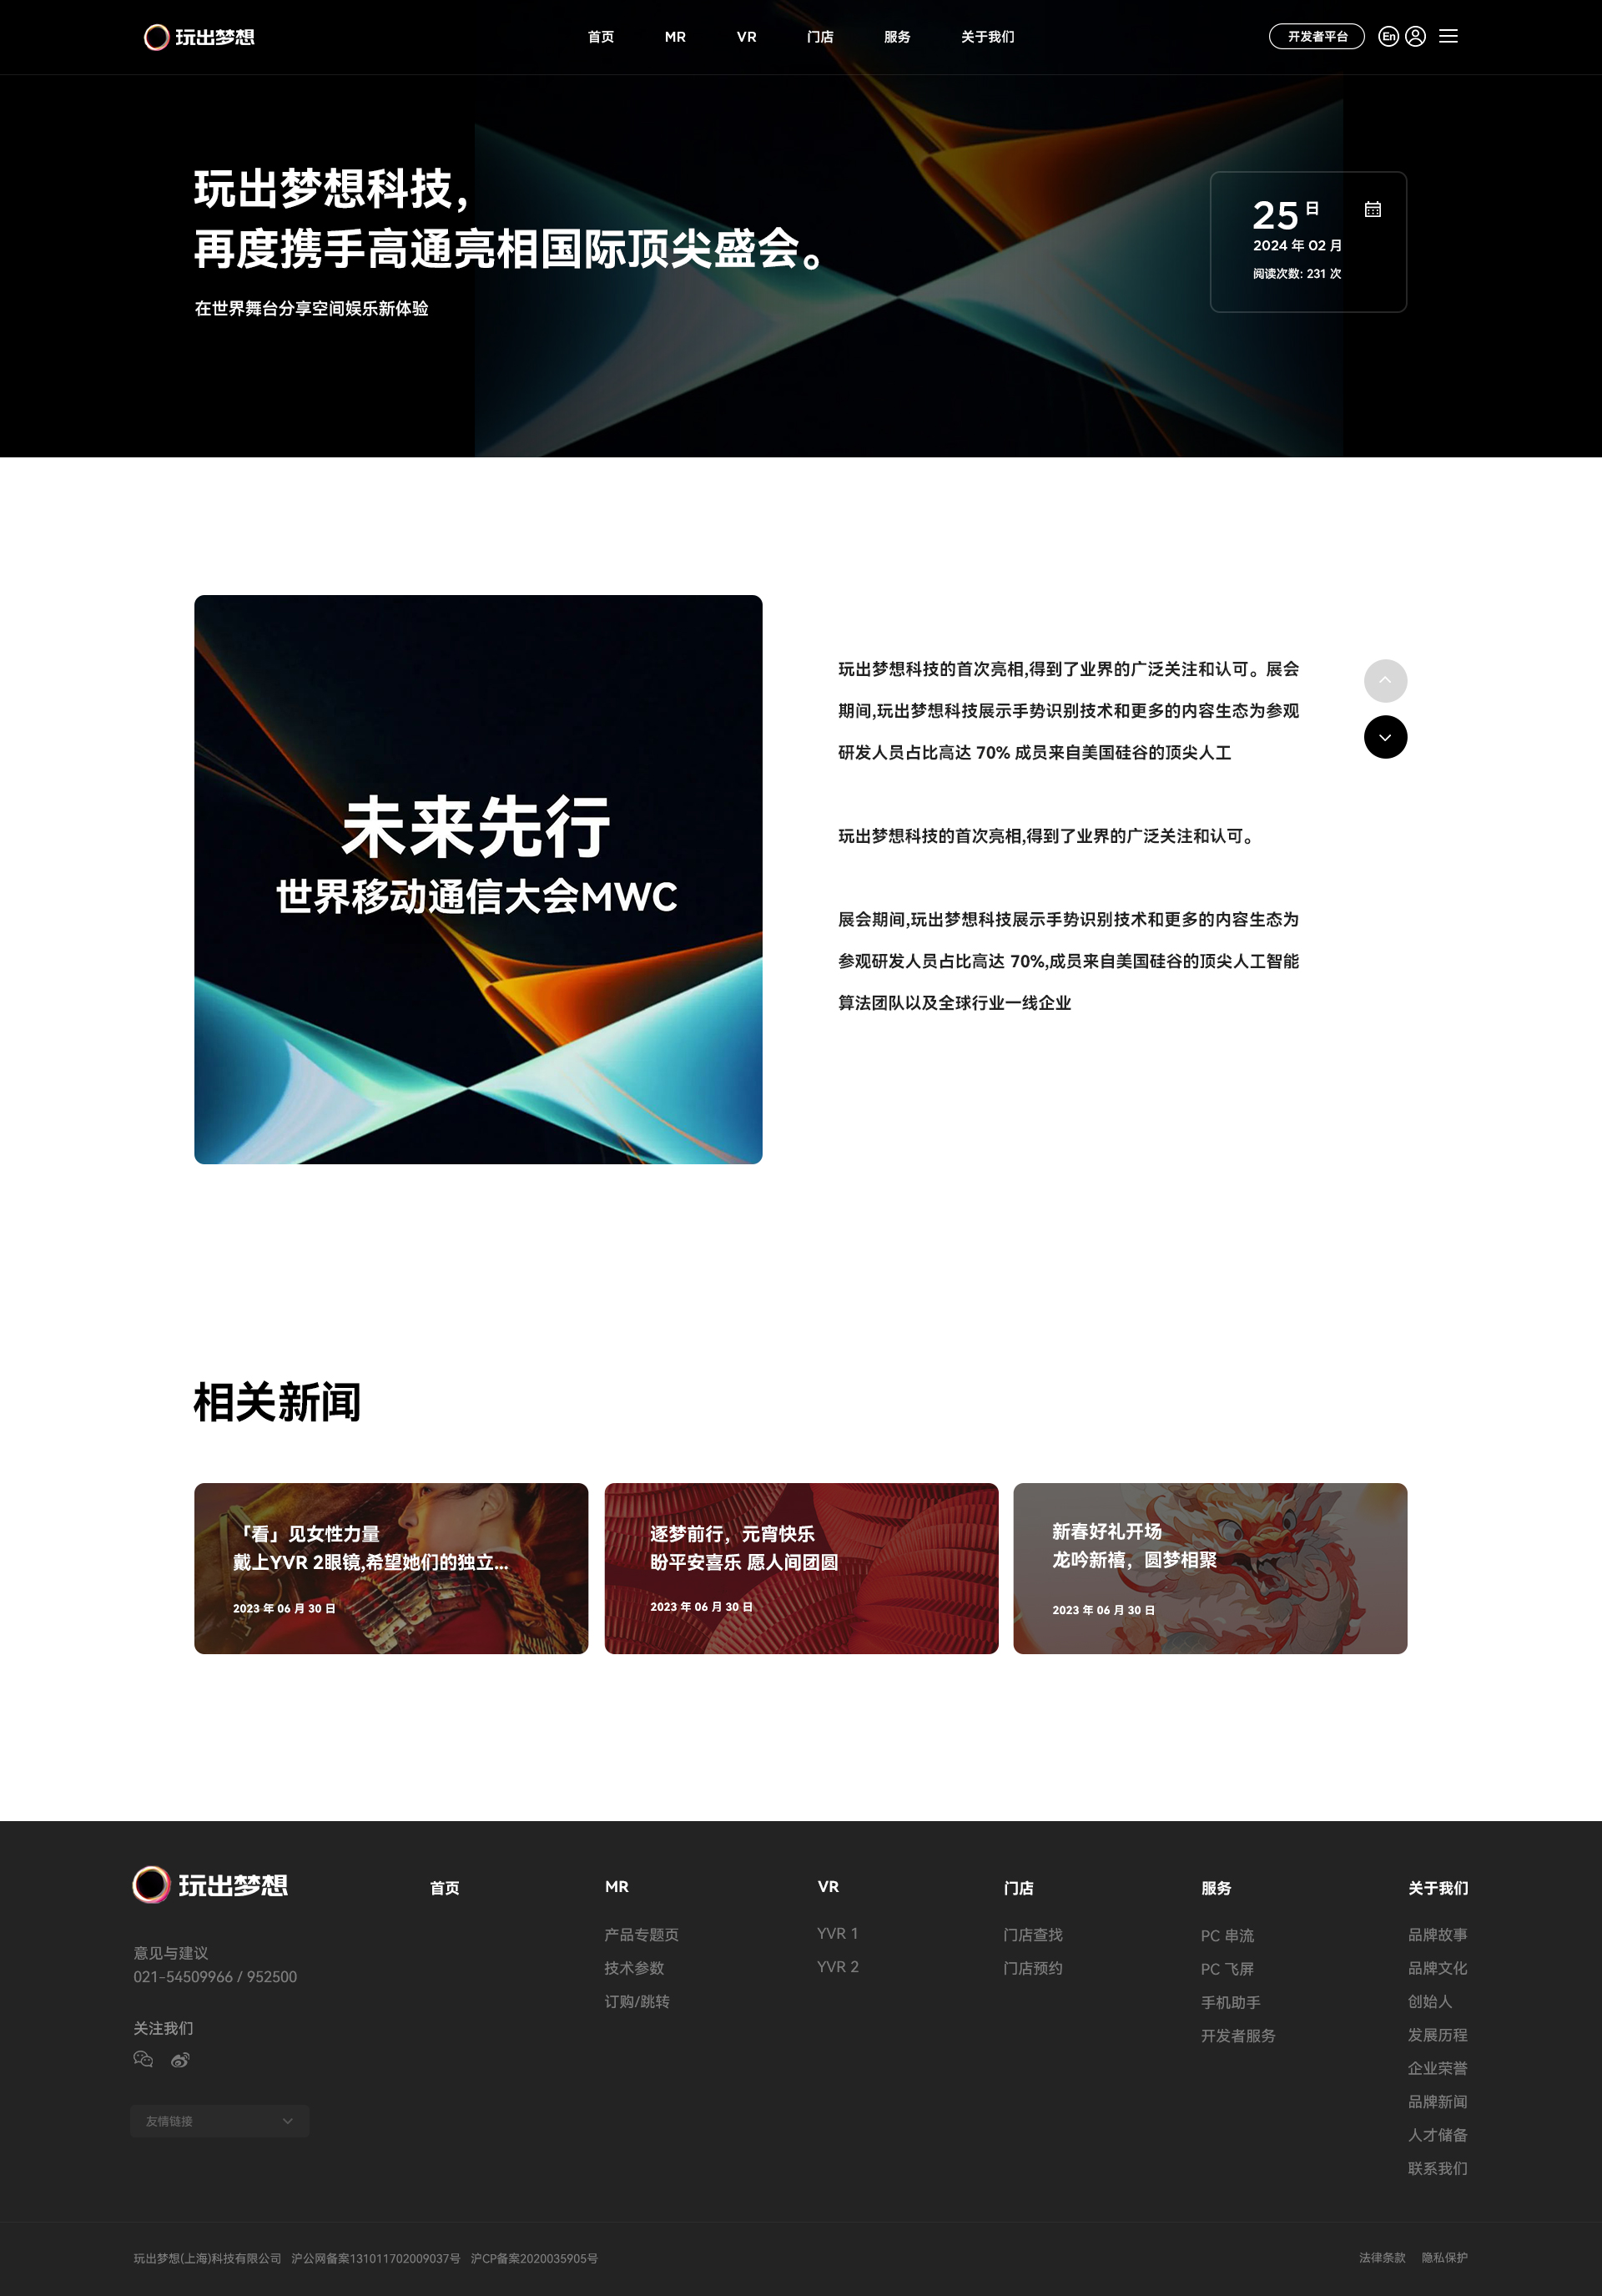 玩出梦想
首页
MR
VR
门店
服务
关于我们
开发者平台
En
玩出梦想科技,
再度携手高通亮相国际顶尖盛会。
在世界舞台分享空间娱乐新体验
25 日
2024 年 02 月
阅读次数: 231 次
未来先行
世界移动通信大会MWC
玩出梦想科技的首次亮相,得到了业界的广泛关注和认可。展会
期间,玩出梦想科技展示手势识别技术和更多的内容生态为参观
研发人员占比高达 70% 成员来自美国硅谷的顶尖人工
玩出梦想科技的首次亮相,得到了业界的广泛关注和认可。
展会期间,玩出梦想科技展示手势识别技术和更多的内容生态为
参观研发人员占比高达 70%,成员来自美国硅谷的顶尖人工智能
算法团队以及全球行业一线企业
相关新闻
「看」见女性力量
戴上YVR 2眼镜,希望她们的独立...
2023 年 06 月 30 日
逐梦前行，元宵快乐
盼平安喜乐 愿人间团圆
2023 年 06 月 30 日
新春好礼开场
龙吟新禧，圆梦相聚
2023 年 06 月 30 日
玩出梦想
意见与建议
021-54509966 / 952500
关注我们
友情链接
首页
MR
产品专题页
技术参数
订购/跳转
VR
YVR 1
YVR 2
门店
门店查找
门店预约
服务
PC 串流
PC 飞屏
手机助手
开发者服务
关于我们
品牌故事
品牌文化
创始人
发展历程
企业荣誉
品牌新闻
人才储备
联系我们
玩出梦想(上海)科技有限公司 沪公网备案131011702009037号 沪CP备案2020035905号
法律条款
隐私保护